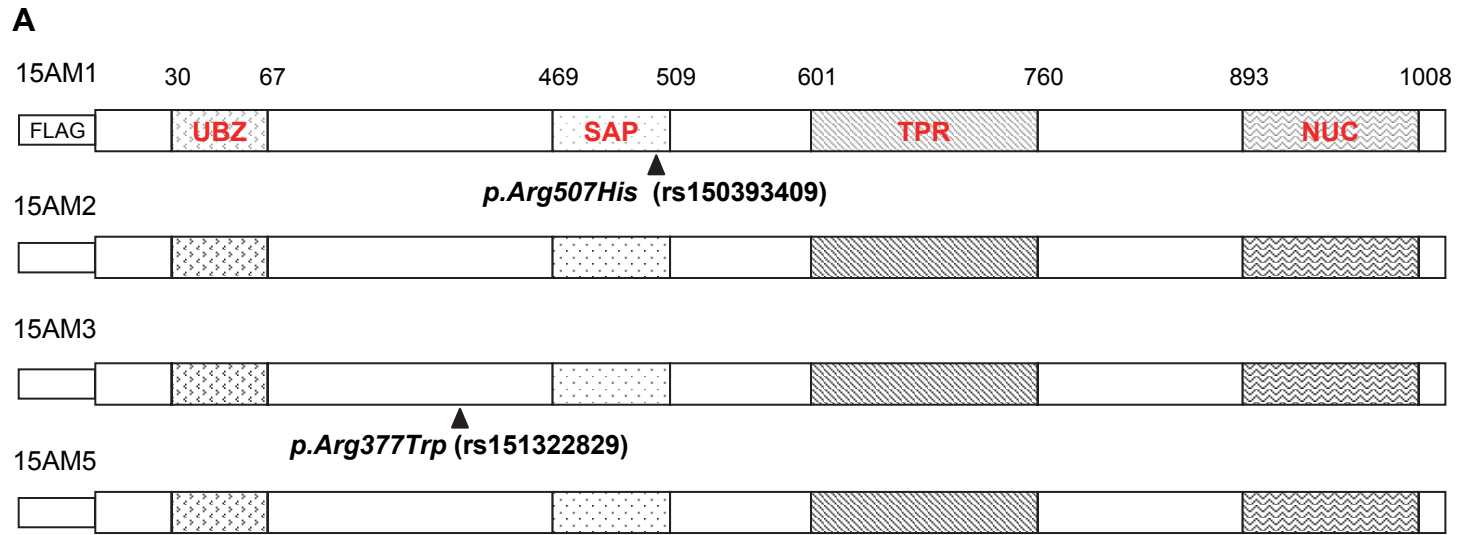 A
15AM1
30 67 469 509 601 760 893 1008
FLAG UBZ SAP TPR NUC
p.Arg507His (rs150393409)
15AM2
15AM3
p.Arg377Trp (rs151322829)
15AM5